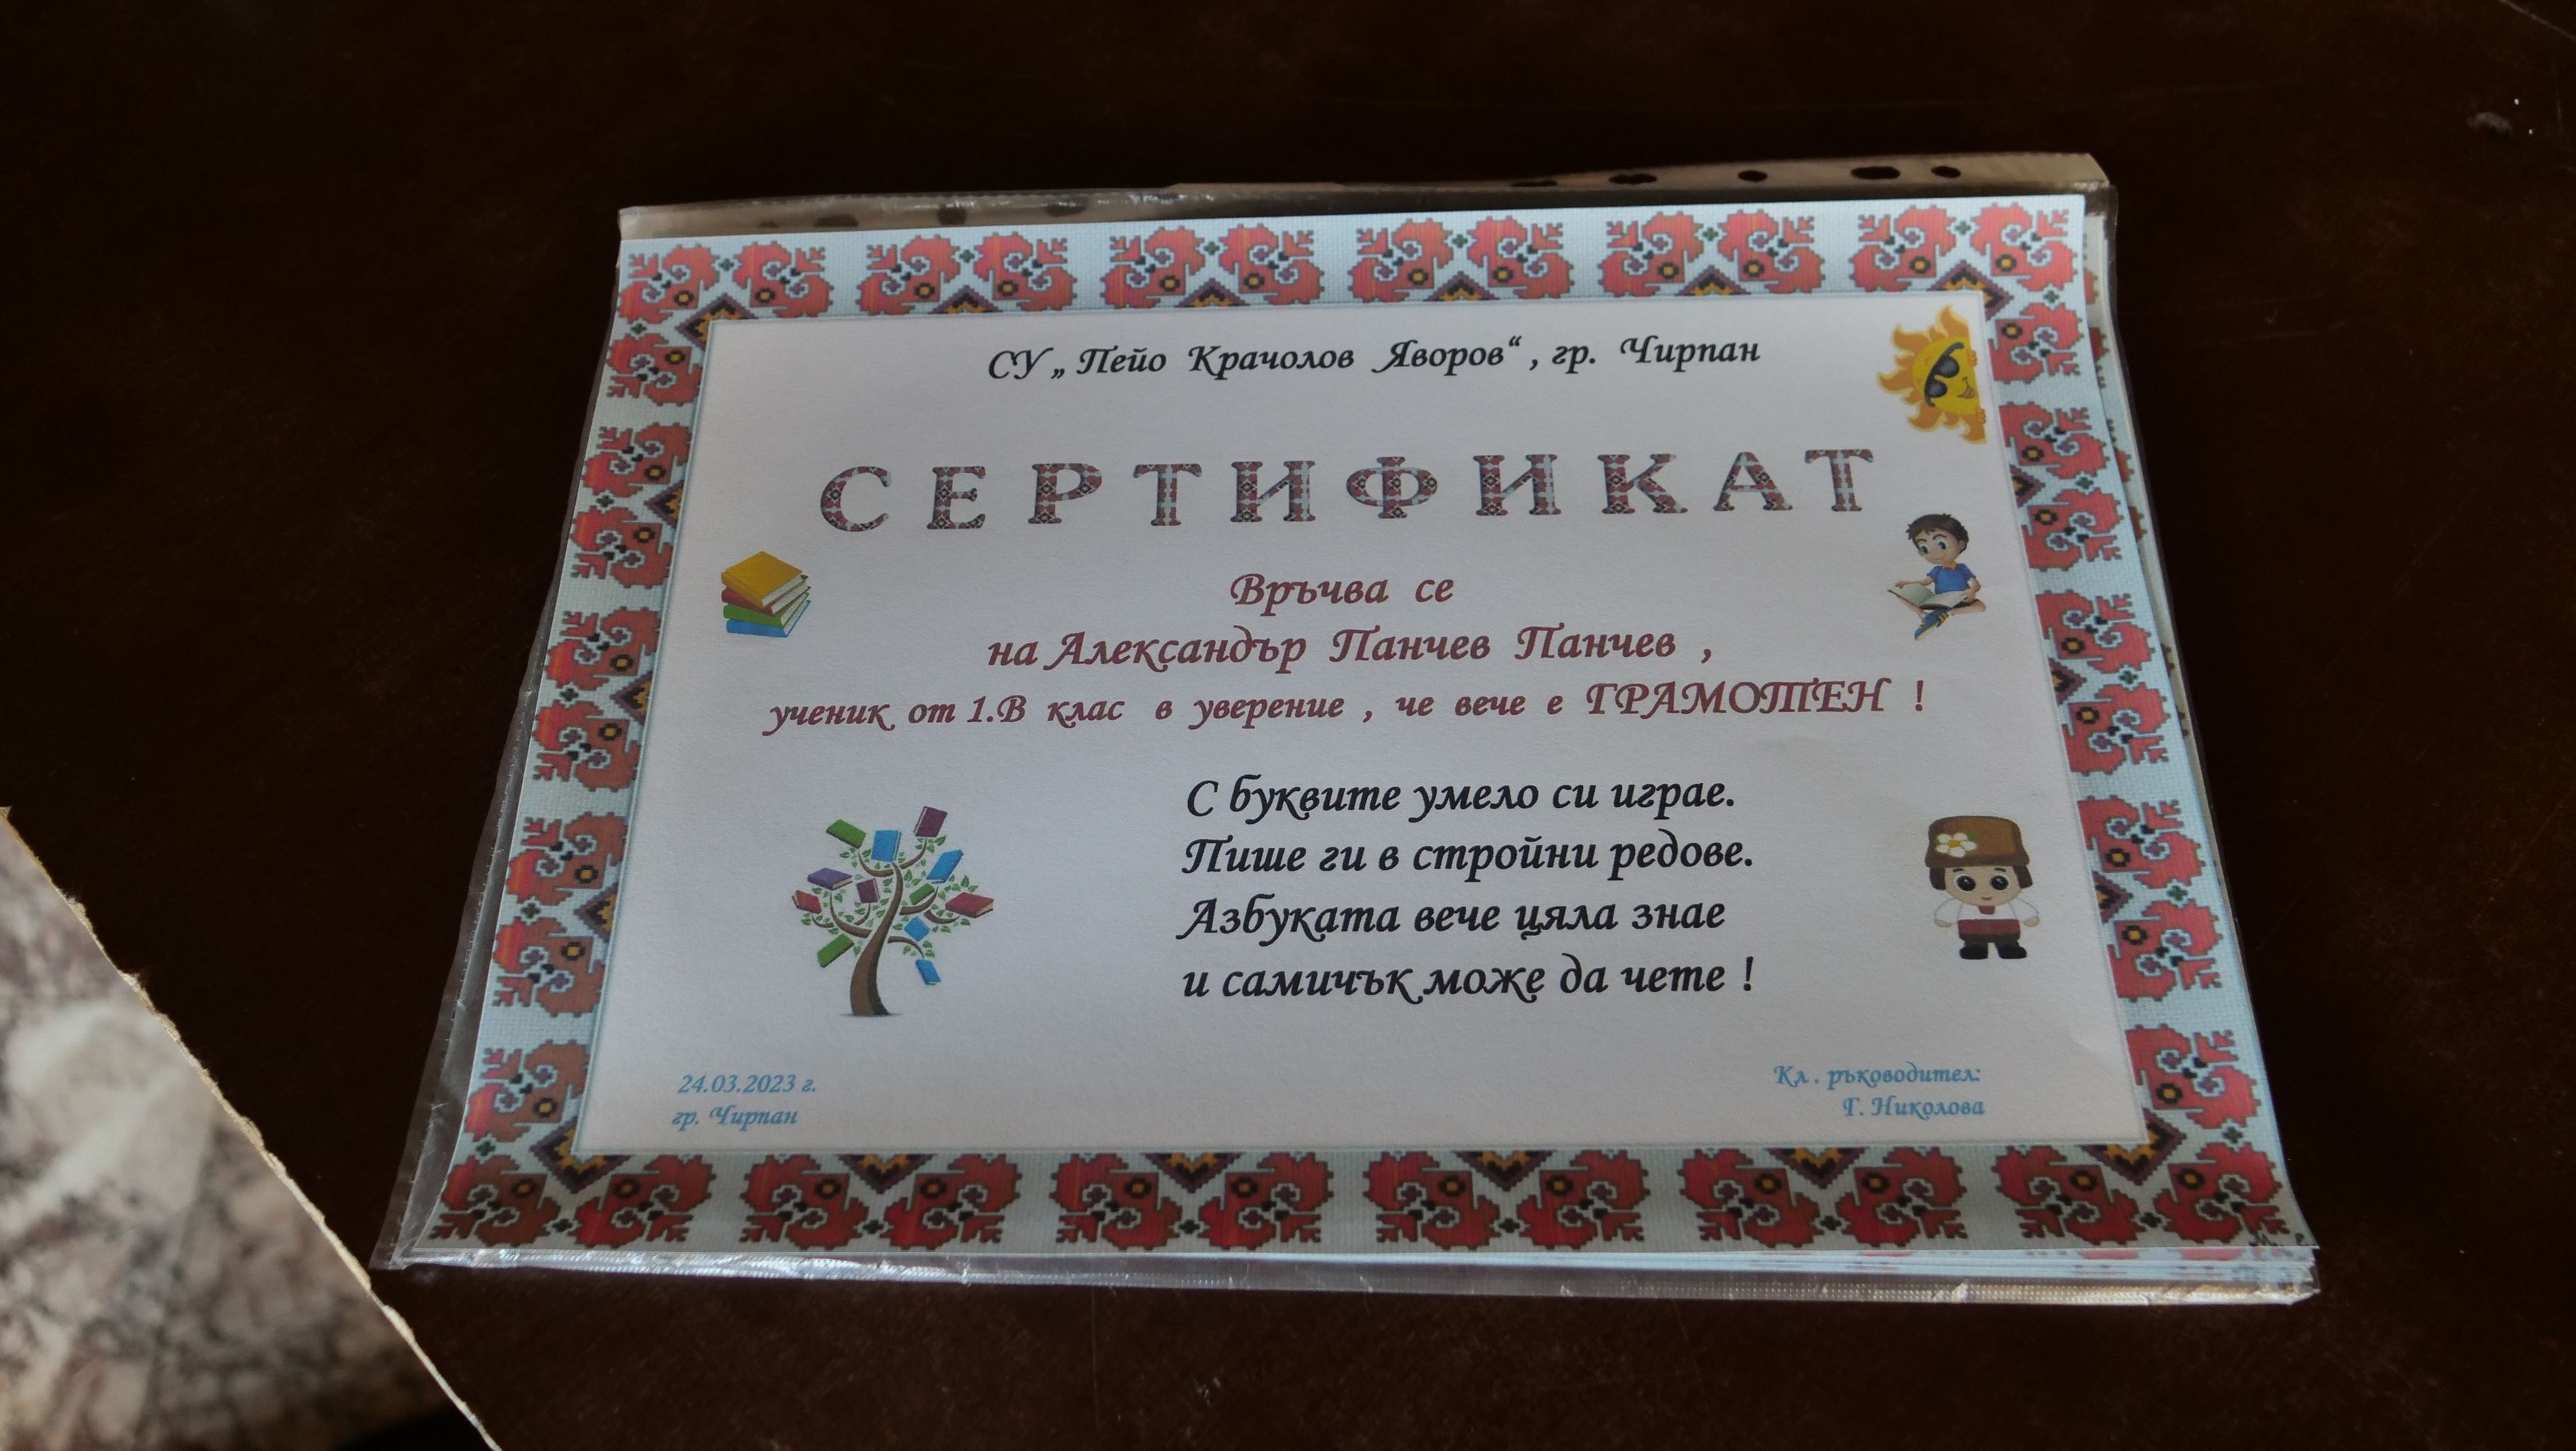 СУ „ Пейо Крачолов Яворов“ , гр. Чирпан
СЕРТИФИКАТ
Връчва се
на Александър Панчев Панчев ,
ученик от 1.В клас в уверение , че вече е ГРАМОТЕН !
С буквите умело си играе.
Пише ги в стройни редове.
Азбуката вече цяла знае
и самичък може да чете !
24.03.2023 г.
гр. Чирпан
Кл . ръководител:
Г. Николова